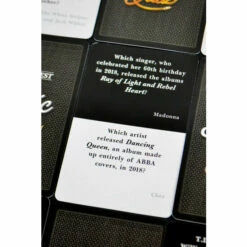 Which singer, who
celebrated her 60th birthday
in 2018, released the albums
Ray of Light and Rebel
Heart?
Madonna
Which artist
released Dancing
Queen, an album made
up entirely of ABBA
covers, in 2018?
Cher